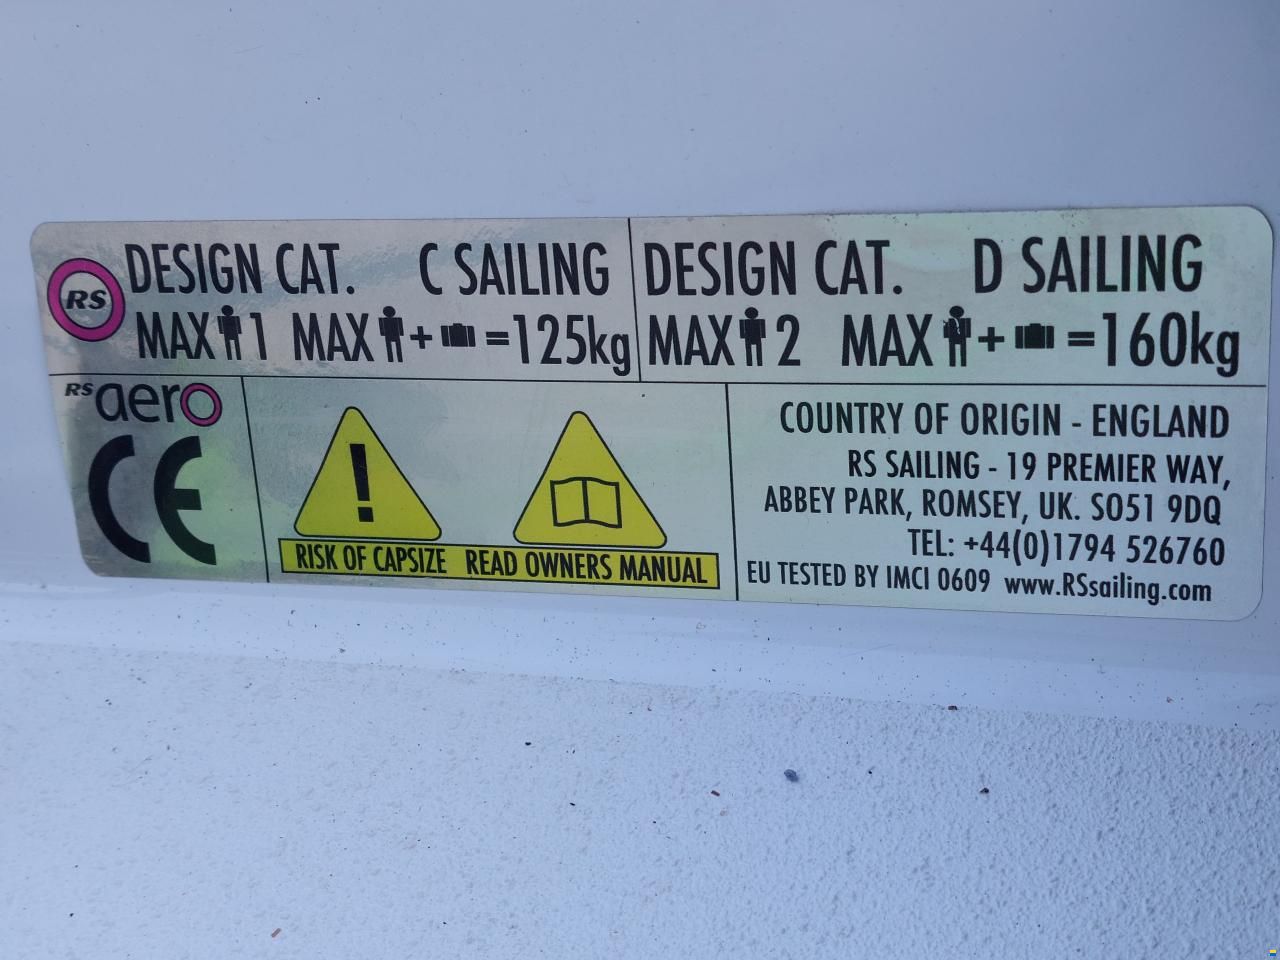 RS
DESIGN CAT. C SAILING
MAX 1 MAX + = 125kg
DESIGN CAT. D SAILING
MAX 2 MAX + = 160kg
RS aero
CE
!
RISK OF CAPSIZE READ OWNERS MANUAL
COUNTRY OF ORIGIN - ENGLAND
RS SAILING - 19 PREMIER WAY,
ABBEY PARK, ROMSEY, UK. SO51 9DQ
TEL: +44(0)1794 526760
EU TESTED BY IMCI 0609 www.RSsailing.com